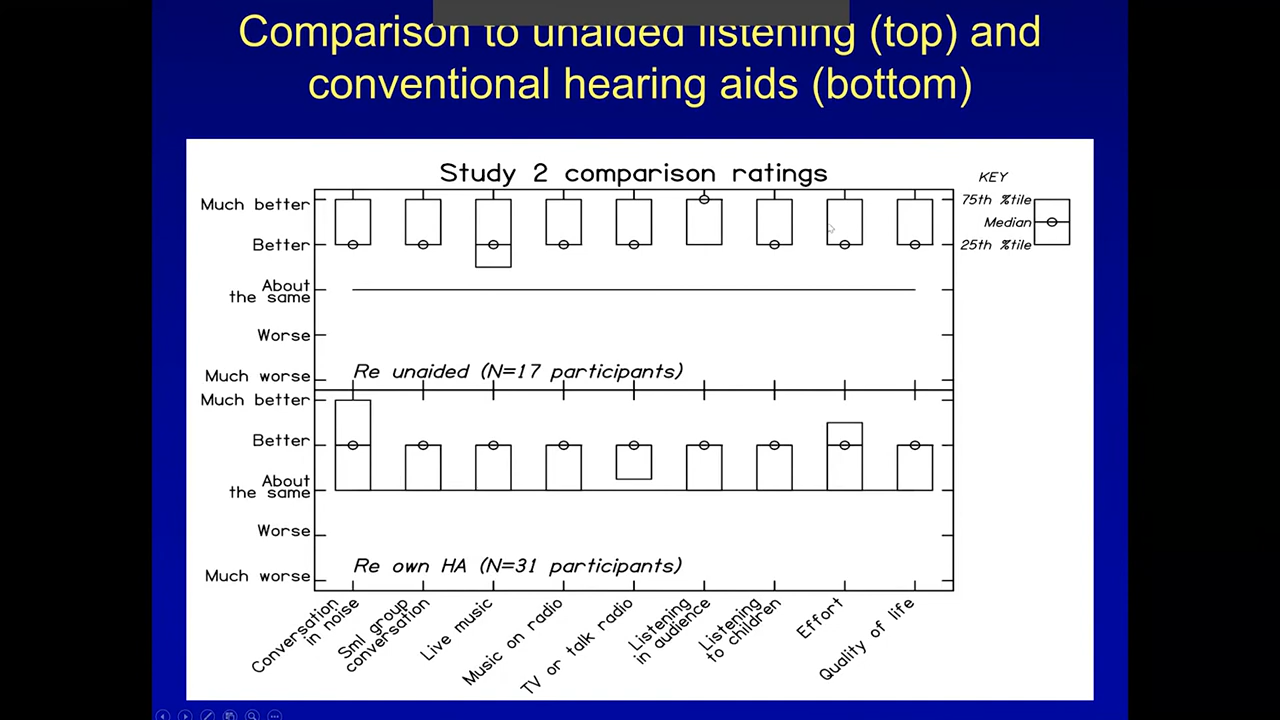 Comparison to unaided listening (top) and
conventional hearing aids (bottom)
Study 2 comparison ratings
KEY
75th %tile
Median
25th %tile
Much better
Better
About
the same
Worse
Much worse
Re unaided (N=17 participants)
Much better
Better
About
the same
Worse
Much worse
Re own HA (N=31 participants)
Conversation
in noise
Sml group
conversation
Live music
Music on radio
TV or talk radio
Listening
in audience
Listening
to children
Effort
Quality of life